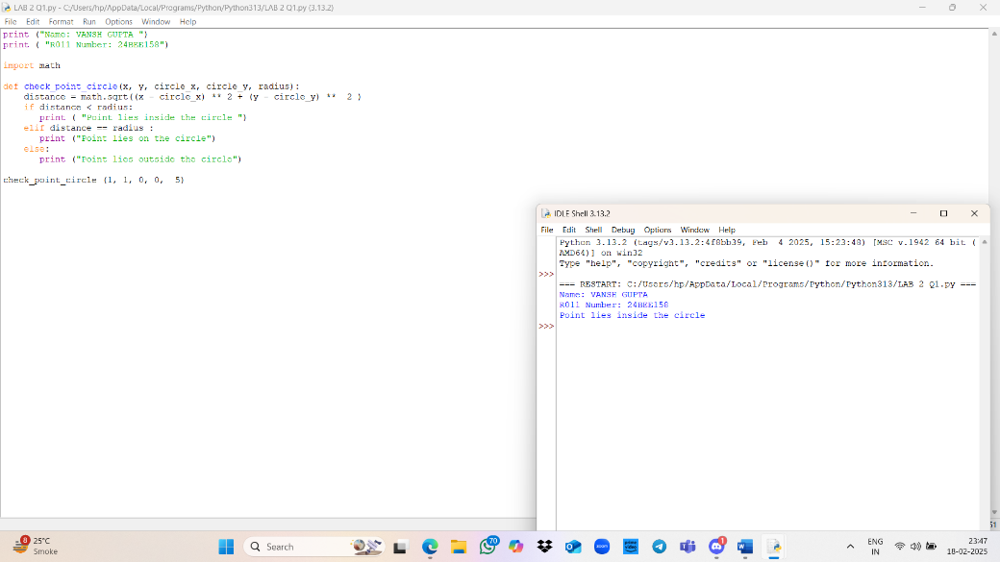 LAB 2 Q1.py - C:/Users/hp/AppData/Local/Programs/Python/Python313/LAB 2 Q1.py (3.13.2)
File Edit Format Run Options Window Help
print ("Name: VANSH GUPTA ")
print ( "R011 Number: 24BEE158")
import math
def check_point_circle(x, y, circle_x, circle_y, radius):
    distance = math.sqrt((x - circle_x) ** 2 + (y - circle_y) **  2 )
    if distance < radius:
        print ( "Point lies inside the circle ")
    elif distance == radius :
        print ("Point lies on the circle")
    else:
        print ("Point lies outside the circle")
check_point_circle (1, 1, 0, 0,  5)
IDLE Shell 3.13.2
File Edit Shell Debug Options Window Help
Python 3.13.2 (tags/v3.13.2:4f8bb39, Feb  4 2025, 15:23:48) [MSC v.1942 64 bit (
AMD64)] on win32
Type "help", "copyright", "credits" or "license()" for more information.
>>>
=== RESTART: C:/Users/hp/AppData/Local/Programs/Python/Python313/LAB 2 Q1.py ===
Name: VANSH GUPTA
R011 Number: 24BEE158
Point lies inside the circle
>>>
51
8
25°C
Smoke
Search
70
zoom
prime video
1
ENG
IN
23:47
18-02-2025